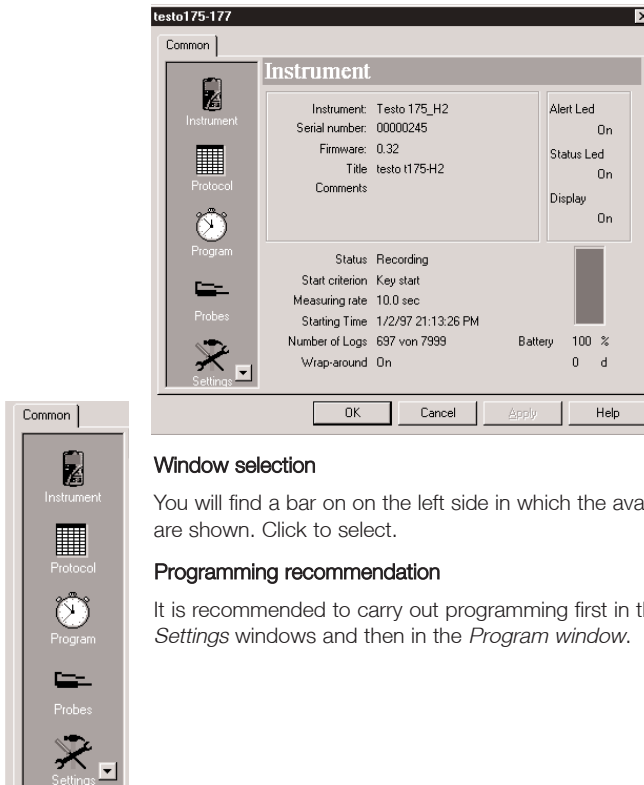 testo175-177
Common
Instrument
Instrument
Protocol
Program
Probes
Settings
Instrument: Testo 175_H2
Serial number: 00000245
Firmware: 0.32
Title testo t175-H2
Comments
Alert Led
On
Status Led
On
Display
On
Status Recording
Start criterion Key start
Measuring rate 10.0 sec
Starting Time 1/2/97 21:13:26 PM
Number of Logs 697 von 7999
Wrap-around On
Battery 100 %
0 d
OK Cancel Apply Help
Common
Instrument
Protocol
Program
Probes
Settings
Window selection
You will find a bar on on the left side in which the ava
are shown. Click to select.
Programming recommendation
It is recommended to carry out programming first in th
Settings windows and then in the Program window.